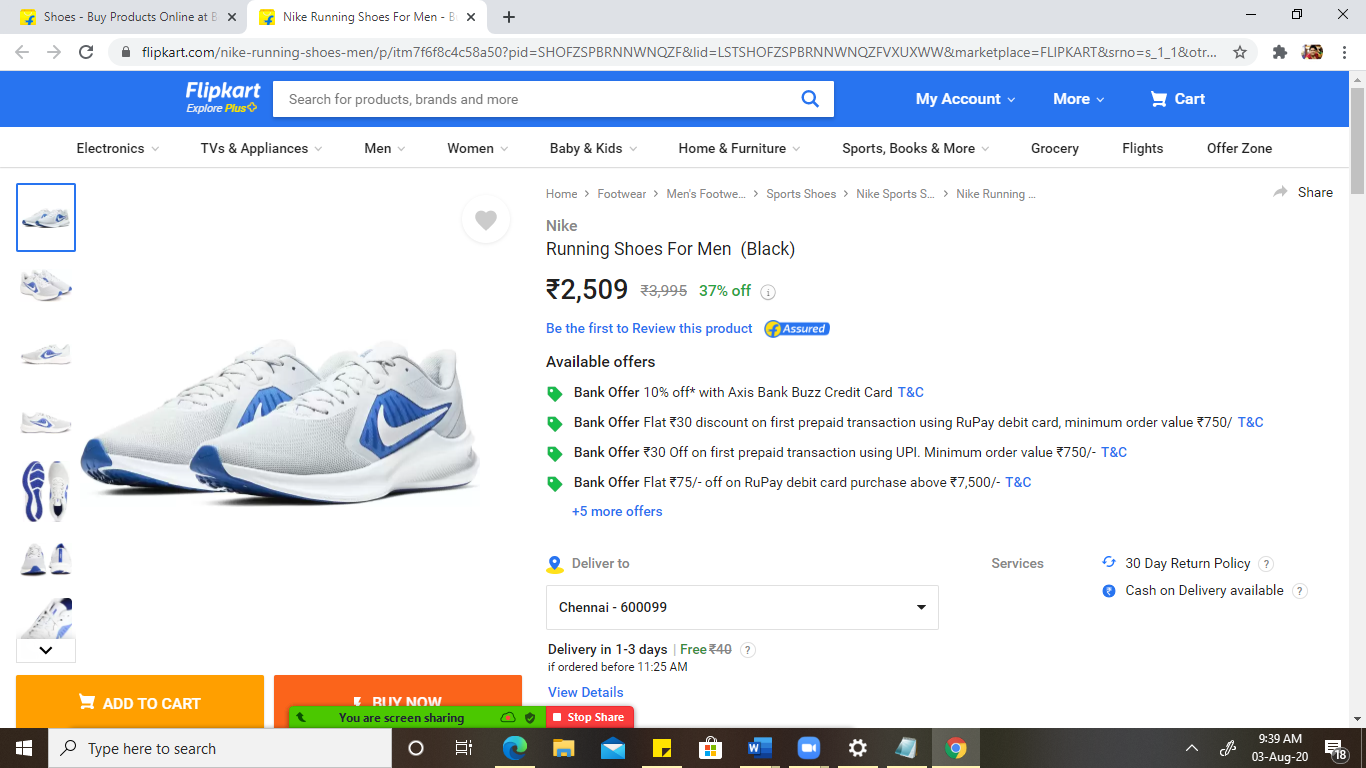 Shoes - Buy Products Online at B
Nike Running Shoes For Men - B
flipkart.com/nike-running-shoes-men/p/itm7f6f8c4c58a50?pid=SHOFZSPBRNNWNQZF&lid=LSTSHOFZSPBRNNWNQZFVXUXWW&marketplace=FLIPKART&srno=s_1_1&otr...
Flipkart
Explore Plus
Search for products, brands and more
My Account
More
Cart
Electronics
TVs & Appliances
Men
Women
Baby & Kids
Home & Furniture
Sports, Books & More
Grocery
Flights
Offer Zone
Home > Footwear > Men's Footwe... > Sports Shoes > Nike Sports S... > Nike Running ...
Share
Nike
Running Shoes For Men (Black)
₹2,509 ₹3,995 37% off i
Be the first to Review this product
Assured
Available offers
Bank Offer 10% off* with Axis Bank Buzz Credit Card T&C
Bank Offer Flat ₹30 discount on first prepaid transaction using RuPay debit card, minimum order value ₹750/ T&C
Bank Offer ₹30 Off on first prepaid transaction using UPI. Minimum order value ₹750/- T&C
Bank Offer Flat ₹75/- off on RuPay debit card purchase above ₹7,500/- T&C
+5 more offers
Deliver to
Chennai - 600099
Delivery in 1-3 days | Free ₹40 ?
if ordered before 11:25 AM
View Details
Services
30 Day Return Policy ?
₹ Cash on Delivery available ?
ADD TO CART
BUY NOW
You are screen sharing
Stop Share
Type here to search
9:39 AM
03-Aug-20
18